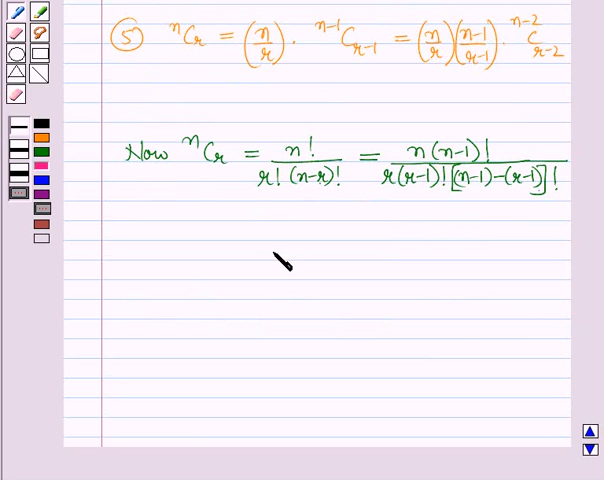 ⑤ ⁿCᵣ = (n/r) · ⁿ⁻¹Cᵣ₋₁ = (n/r)((n-1)/(r-1)) · ⁿ⁻²Cᵣ₋₂
Now ⁿCᵣ = n!/(r!(n-r)!) = n(n-1)!/(r(r-1)![(n-1)-(r-1)]!)